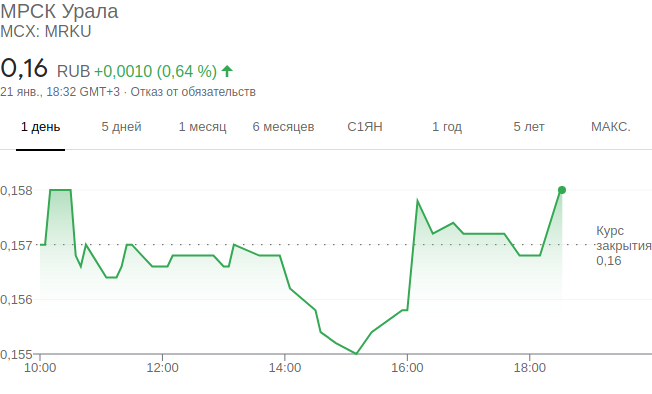 МРСК Урала
MCX: MRKU
0,16 RUB +0,0010 (0,64 %)
21 янв., 18:32 GMT+3 · Отказ от обязательств
1 день 5 дней 1 месяц 6 месяцев С1ЯН 1 год 5 лет МАКС.
0,158
0,157
0,156
0,155
Курс
закрытия
0,16
10:00 12:00 14:00 16:00 18:00